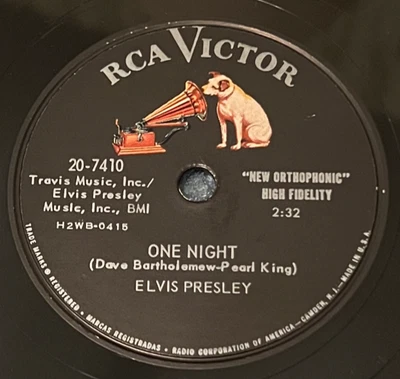 RCA VICTOR
20-7410
Travis Music, Inc./
Elvis Presley
Music, Inc., BMI
H2WB-0415
"NEW ORTHOPHONIC"
HIGH FIDELITY
2:32
ONE NIGHT
(Dave Bartholemew-Pearl King)
ELVIS PRESLEY
TRADE MARKS ® REGISTERED • MARCAS REGISTRADAS • RADIO CORPORATION OF AMERICA—CAMDEN, N.J.—MADE IN U.S.A.